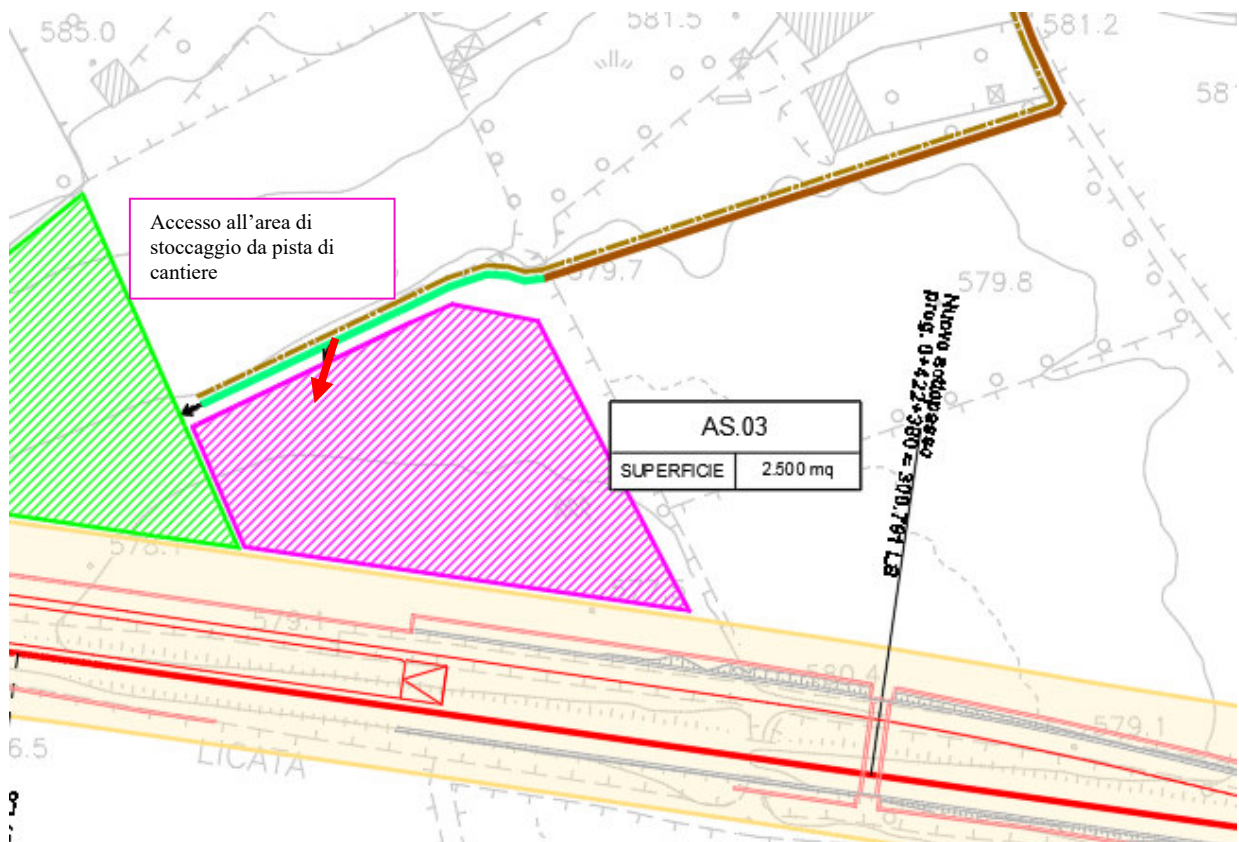 585.0
581.5
581.2
581
Accesso all'area di
stoccaggio da pista di
cantiere
579.7
579.8
Nuovo sottopasso
prog. 0+422+380 = 300.791 L.S
AS.03
SUPERFICIE 2.500 mq
578.1
579.1
580.4
579.1
6.5.
LICATA